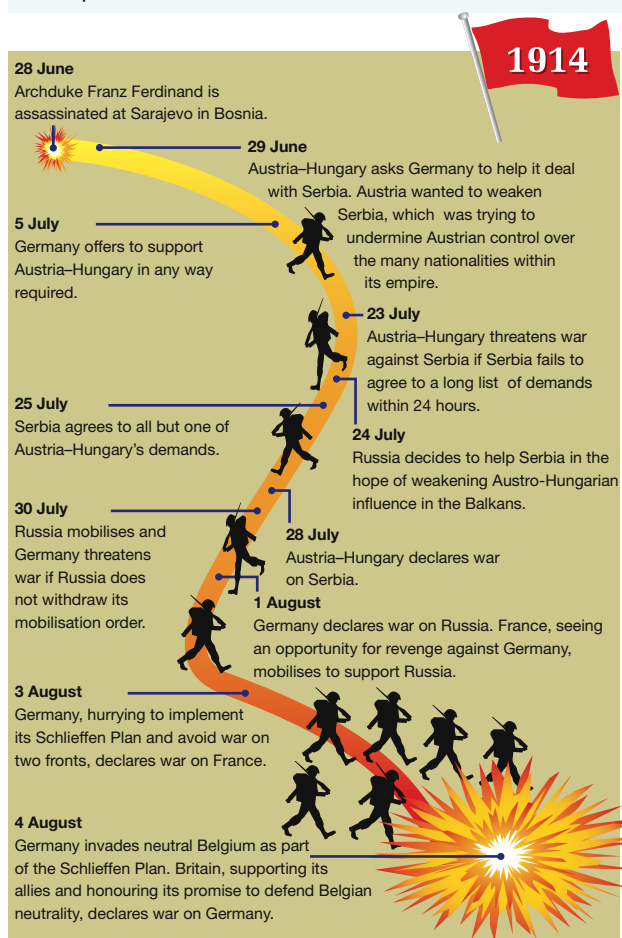 1914
28 June
Archduke Franz Ferdinand is
assassinated at Sarajevo in Bosnia.
29 June
Austria–Hungary asks Germany to help it deal
with Serbia. Austria wanted to weaken
Serbia, which was trying to
undermine Austrian control over
the many nationalities within
its empire.
5 July
Germany offers to support
Austria–Hungary in any way
required.
23 July
Austria–Hungary threatens war
against Serbia if Serbia fails to
agree to a long list of demands
within 24 hours.
24 July
Russia decides to help Serbia in the
hope of weakening Austro-Hungarian
influence in the Balkans.
25 July
Serbia agrees to all but one of
Austria–Hungary’s demands.
28 July
Austria–Hungary declares war
on Serbia.
30 July
Russia mobilises and
Germany threatens
war if Russia does
not withdraw its
mobilisation order.
1 August
Germany declares war on Russia. France, seeing
an opportunity for revenge against Germany,
mobilises to support Russia.
3 August
Germany, hurrying to implement
its Schlieffen Plan and avoid war on
two fronts, declares war on France.
4 August
Germany invades neutral Belgium as part
of the Schlieffen Plan. Britain, supporting its
allies and honouring its promise to defend Belgian
neutrality, declares war on Germany.